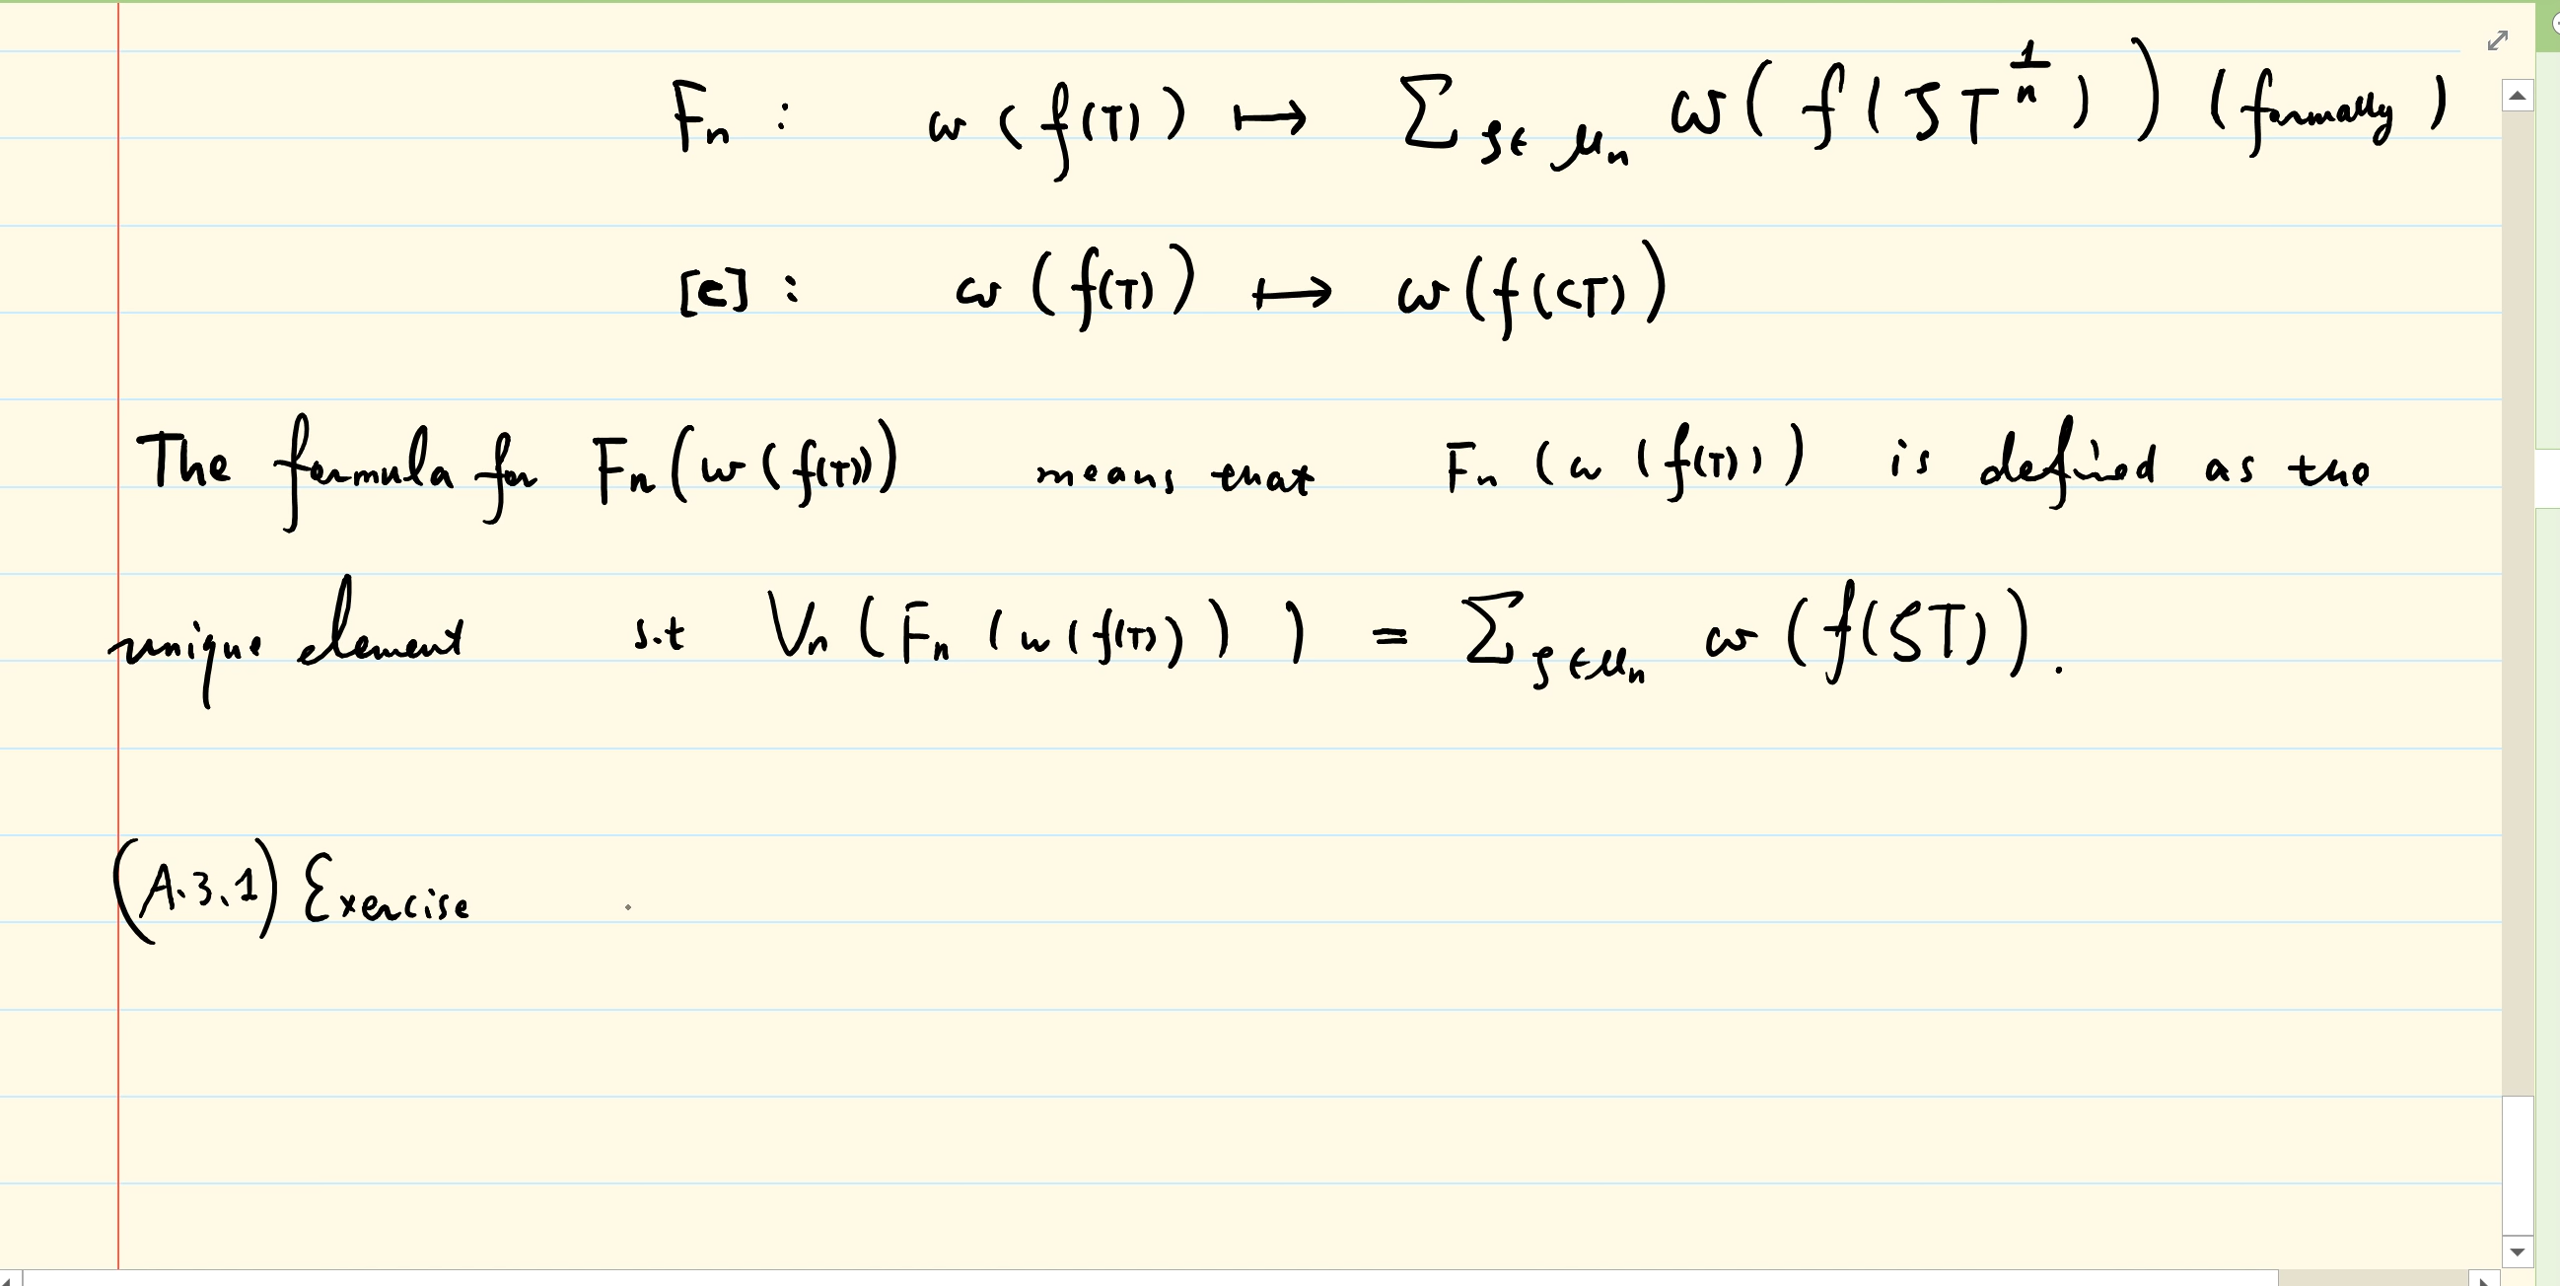 Fₙ : ω(f(T)) ↦ Σ_{ζ∈μₙ} ω(f(ζT^{1/n})) (formally)
[c] : ω(f(T)) ↦ ω(f(cT))
The formula for Fₙ(ω(f(T))) means that Fₙ(ω(f(T))) is defined as the
unique element s.t Vₙ(Fₙ(ω(f(T)))) = Σ_{ζ∈μₙ} ω(f(ζT)).
(A.3.1) Exercise